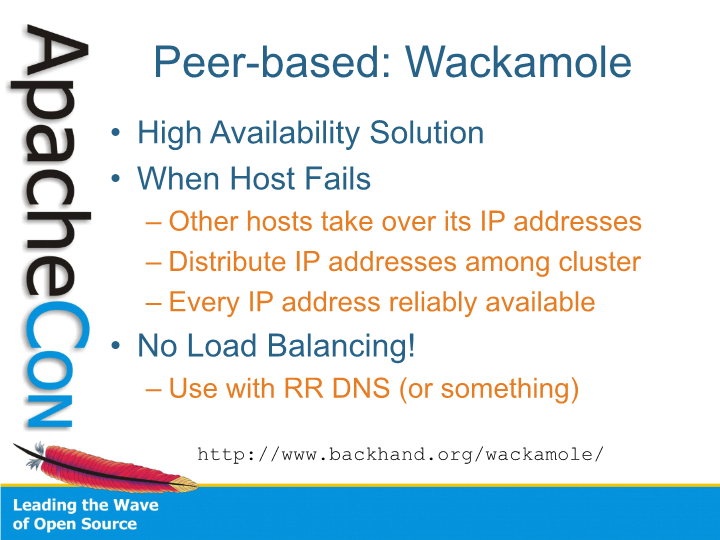 ApacheCon
Peer-based: Wackamole
• High Availability Solution
• When Host Fails
– Other hosts take over its IP addresses
– Distribute IP addresses among cluster
– Every IP address reliably available
• No Load Balancing!
– Use with RR DNS (or something)
http://www.backhand.org/wackamole/
Leading the Wave
of Open Source